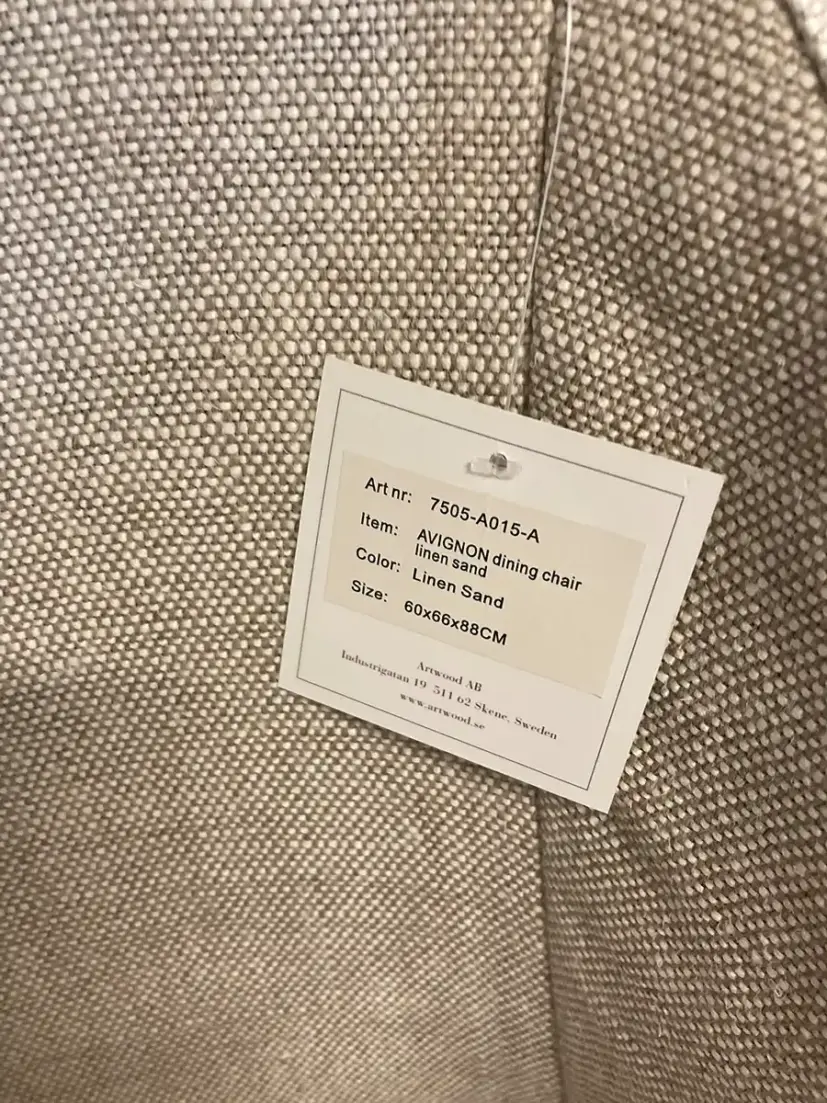 Art nr: 7505-A015-A
Item: AVIGNON dining chair
linen sand
Color: Linen Sand
Size: 60x66x88CM
Artwood AB
Industrigatan 19 511 62 Skene, Sweden
www.artwood.se